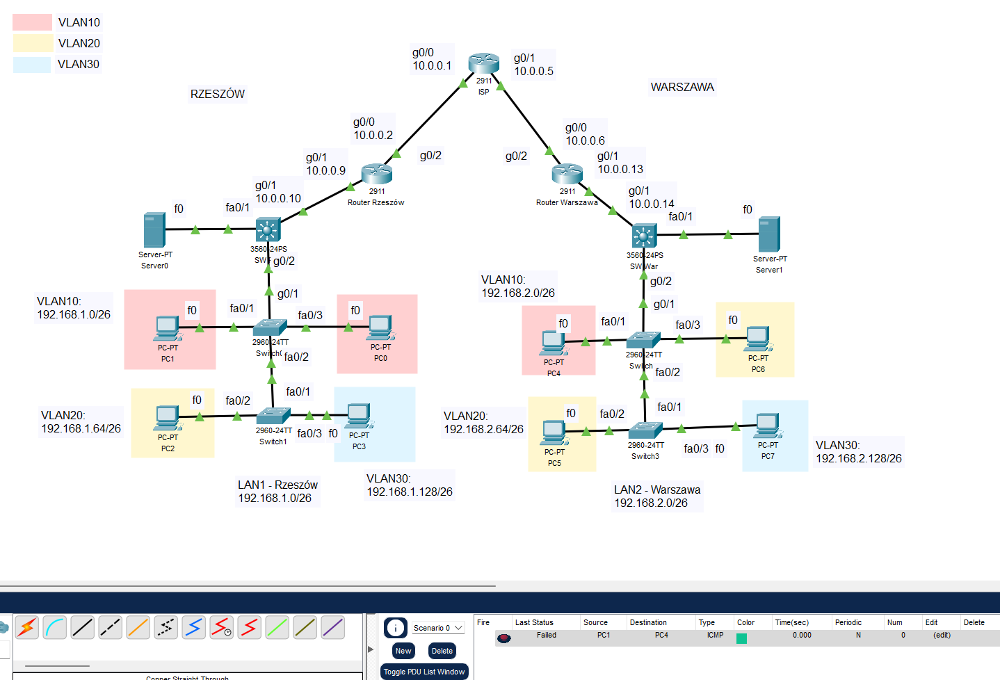 VLAN10
VLAN20
VLAN30
RZESZÓW
WARSZAWA
g0/0
10.0.0.1
g0/1
10.0.0.5
2911
ISP
g0/0
10.0.0.2
g0/2
g0/1
10.0.0.9
2911
Router Rzeszów
g0/2
g0/0
10.0.0.6
g0/1
10.0.0.13
2911
Router Warszawa
g0/1
10.0.0.10
f0
fa0/1
Server-PT
Server0
3560-24PS
g0/2
g0/1
10.0.0.14
fa0/1
f0
3560-24PS
SW War
Server-PT
Server1
g0/2
VLAN10:
192.168.1.0/26
f0
PC-PT
PC1
fa0/1
g0/1
fa0/3
f0
PC-PT
PC0
2960-24TT
fa0/2
VLAN20:
192.168.1.64/26
f0
PC-PT
PC2
fa0/2
fa0/1
2960-24TT
Switch1
fa0/3
f0
PC-PT
PC3
VLAN30:
192.168.1.128/26
LAN1 - Rzeszów
192.168.1.0/26
VLAN10:
192.168.2.0/26
f0
PC-PT
PC4
fa0/1
g0/1
fa0/3
f0
PC-PT
PC6
2960-24TT
Switch
fa0/2
VLAN20:
192.168.2.64/26
f0
PC-PT
PC5
fa0/2
fa0/1
2960-24TT
Switch3
fa0/3
f0
PC-PT
PC7
VLAN30:
192.168.2.128/26
LAN2 - Warszawa
192.168.2.0/26
Copper Straight-Through
Scenario 0
New
Delete
Toggle PDU List Window
Fire Last Status Source Destination Type Color Time(sec) Periodic Num Edit Delete
Failed PC1 PC4 ICMP 0.000 N 0 (edit)